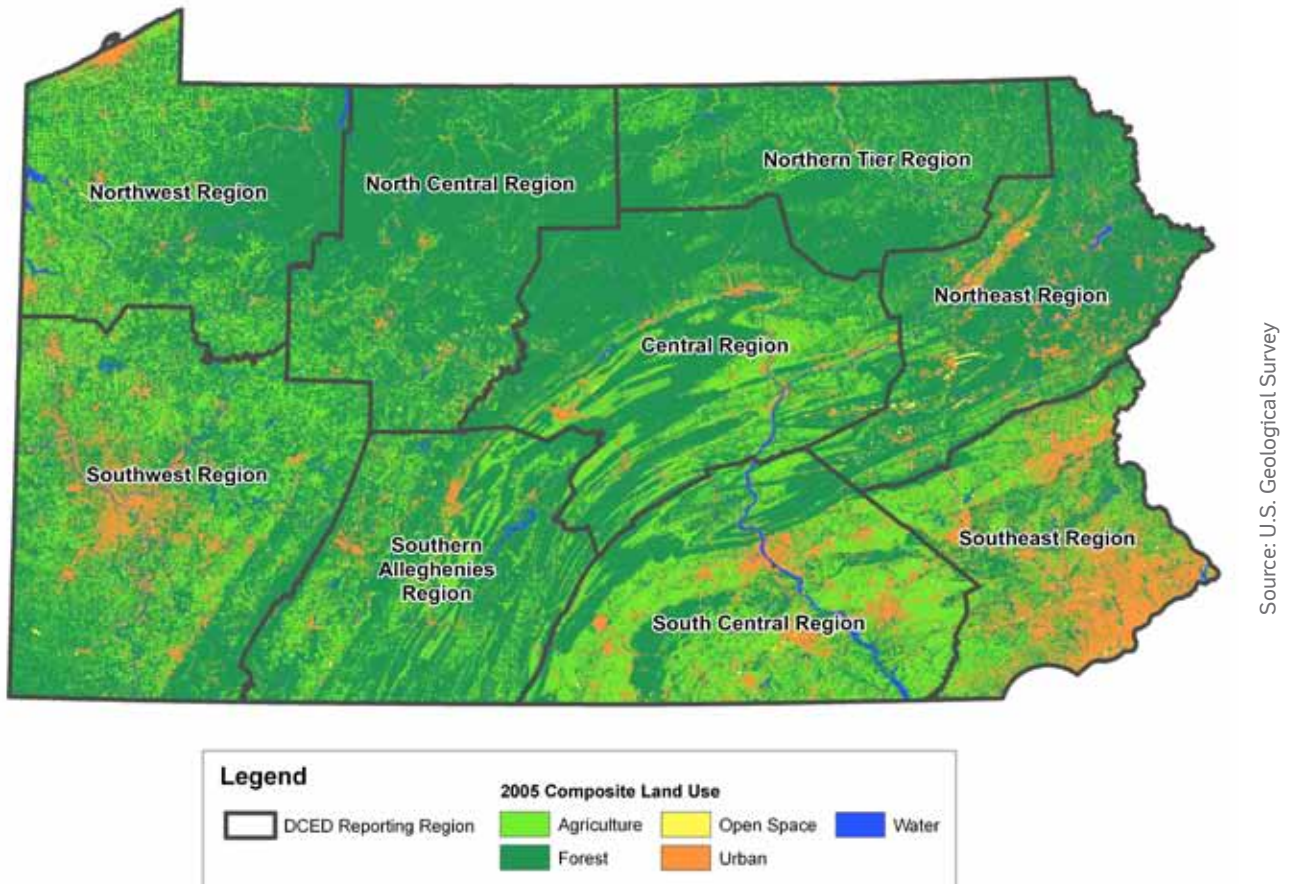 Northwest Region
North Central Region
Northern Tier Region
Northeast Region
Central Region
Southwest Region
Southern
Alleghenies
Region
Southeast Region
South Central Region
Source: U.S. Geological Survey
Legend
DCED Reporting Region
2005 Composite Land Use
Agriculture
Open Space
Water
Forest
Urban